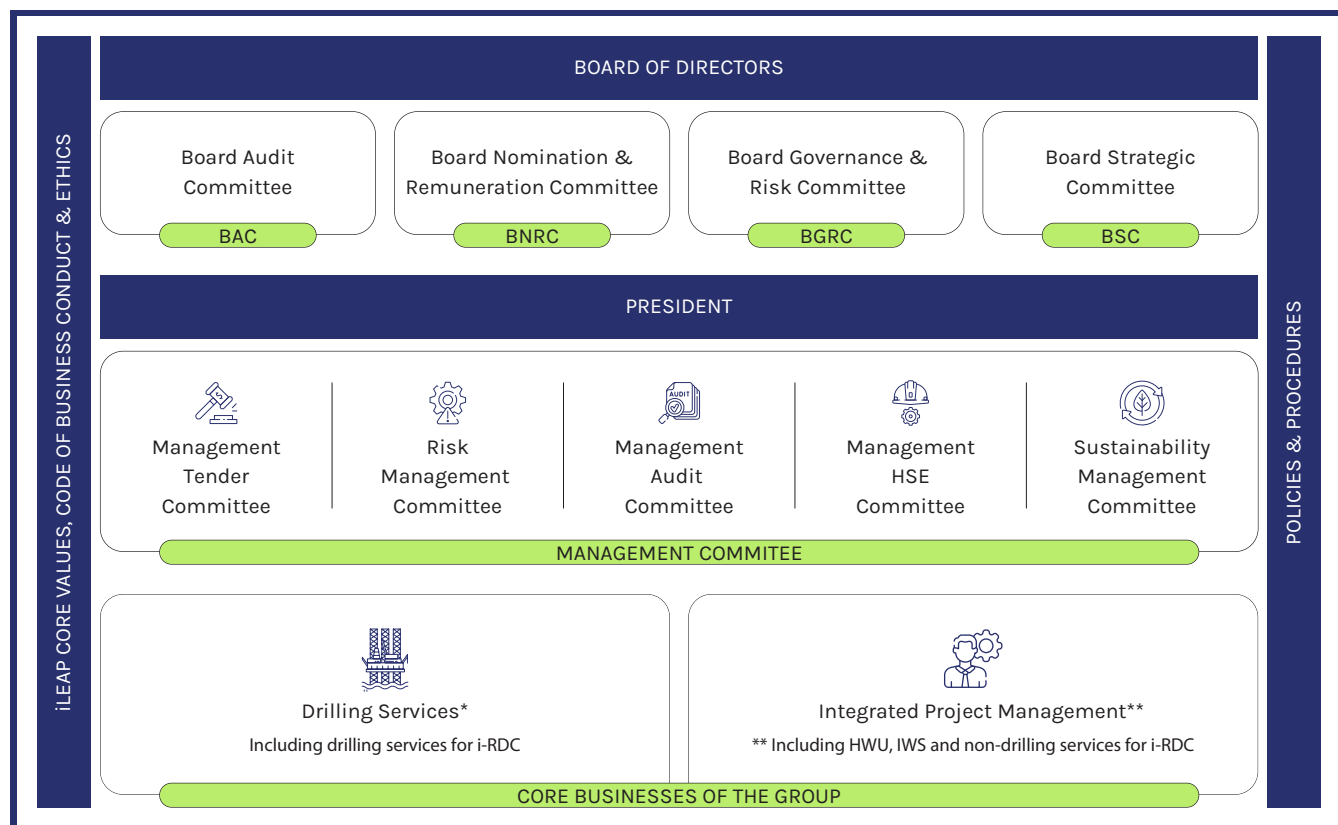 iLEAP CORE VALUES, CODE OF BUSINESS CONDUCT & ETHICS
BOARD OF DIRECTORS
Board Audit
Committee
BAC
Board Nomination &
Remuneration Committee
BNRC
Board Governance &
Risk Committee
BGRC
Board Strategic
Committee
BSC
PRESIDENT
Management
Tender
Committee
Risk
Management
Committee
AUDIT
Management
Audit
Committee
Management
HSE
Committee
Sustainability
Management
Committee
MANAGEMENT COMMITEE
Drilling Services*
Including drilling services for i-RDC
Integrated Project Management**
** Including HWU, IWS and non-drilling services for i-RDC
CORE BUSINESSES OF THE GROUP
POLICIES & PROCEDURES